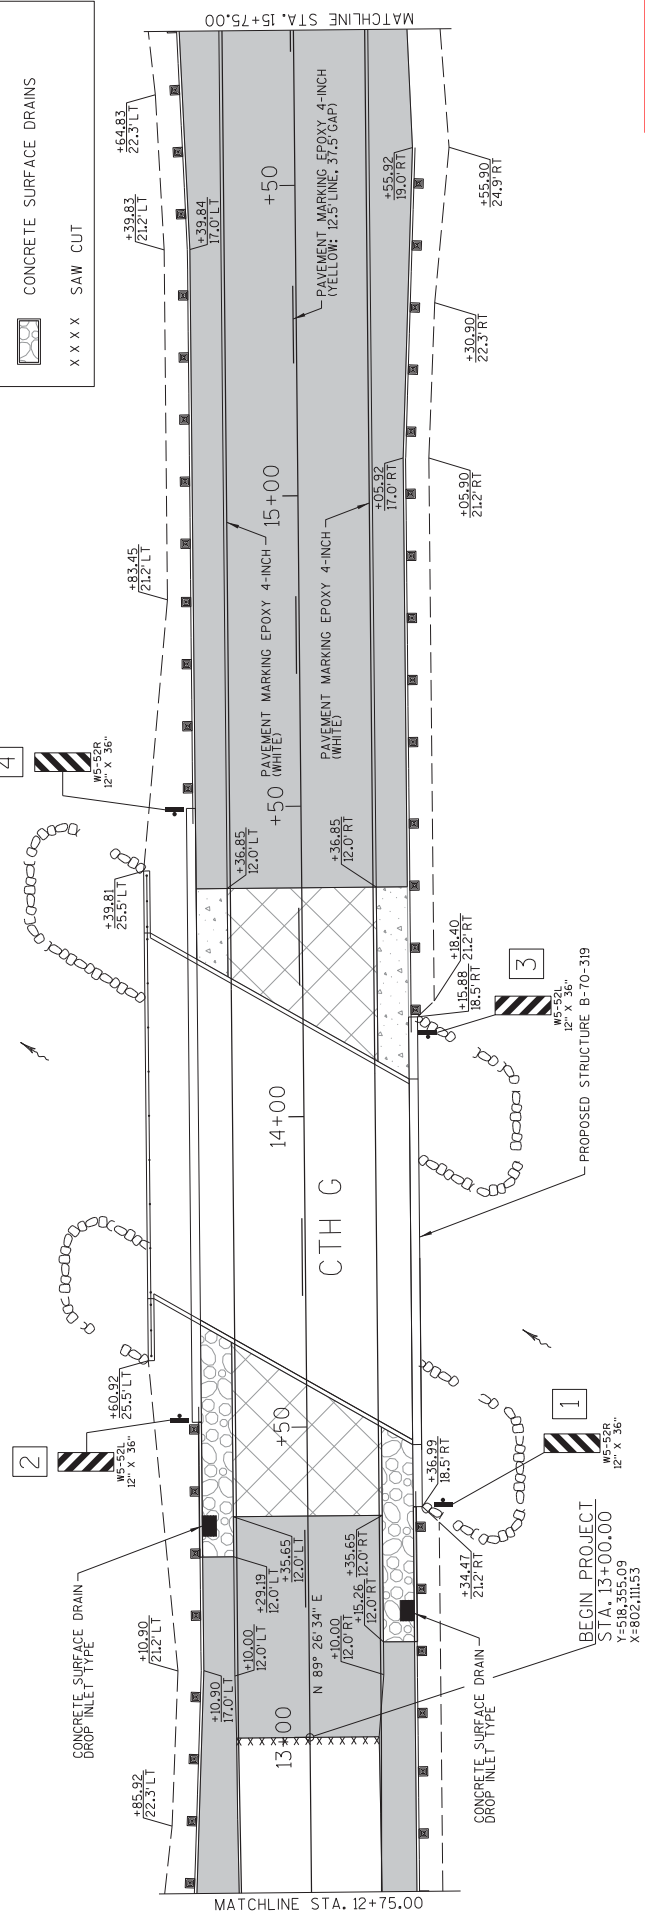 MATCHLINE STA. 15+75.00
CONCRETE SURFACE DRAINS
X X X X SAW CUT
+64.83
22.3' LT
+39.83
21.2' LT
+39.84
17.0' LT
+50
PAVEMENT MARKING EPOXY 4-INCH
(YELLOW: 12.5' LINE, 37.5' GAP)
+55.92
19.0' RT
+55.90
24.9' RT
+30.90
22.3' RT
+05.92
17.0' RT
+05.90
21.2' RT
15+00
+83.45
21.2' LT
PAVEMENT MARKING EPOXY 4-INCH
(WHITE)
PAVEMENT MARKING EPOXY 4-INCH
(WHITE)
4
W5-52R
12" X 36"
+50
+36.85
12.0' LT
+36.85
12.0' RT
+39.81
25.5' LT
+18.40
21.2' RT
+15.88
18.5' RT
3
W5-52L
12" X 36"
PROPOSED STRUCTURE B-70-319
14+00
CTH G
+60.92
25.5' LT
2
W5-52L
12" X 36"
+50
+36.99
18.5' RT
1
W5-52R
12" X 36"
+34.47
21.2' RT
CONCRETE SURFACE DRAIN
DROP INLET TYPE
+35.65
12.0' LT
+29.19
12.0' LT
+35.65
12.0' RT
+15.26
12.0' RT
+10.00
12.0' LT
N 89° 26' 34" E
+10.00
12.0' RT
+10.90
21.2' LT
+10.90
17.0' LT
+85.92
22.3' LT
13+00
X X X X X X X X X X X X X X
CONCRETE SURFACE DRAIN
DROP INLET TYPE
BEGIN PROJECT
STA. 13+00.00
Y=518,355.09
X=802,111.53
MATCHLINE STA. 12+75.00